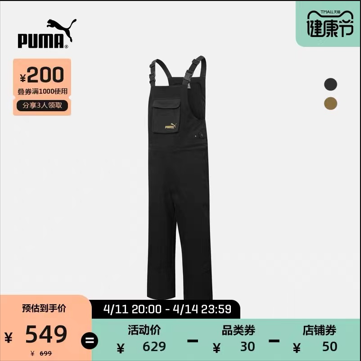 PUMA
TMALL天猫
健康节
¥200
叠券满1000使用
分享3人领取
PUMA
4/11 20:00 - 4/14 23:59
预估到手价
¥ 549
¥ 699
=
活动价
¥ 629
-
品类券
¥ 30
-
店铺券
¥ 50